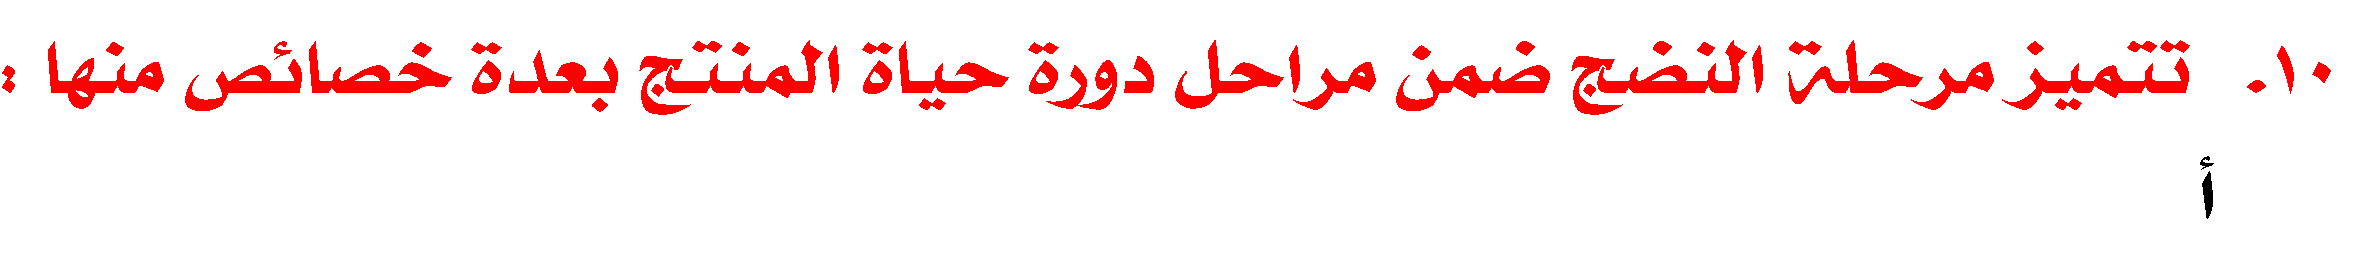 ١٠. تتميز مرحلة النضج ضمن مراحل دورة حياة المنتج بعدة خصائص منها :
أ